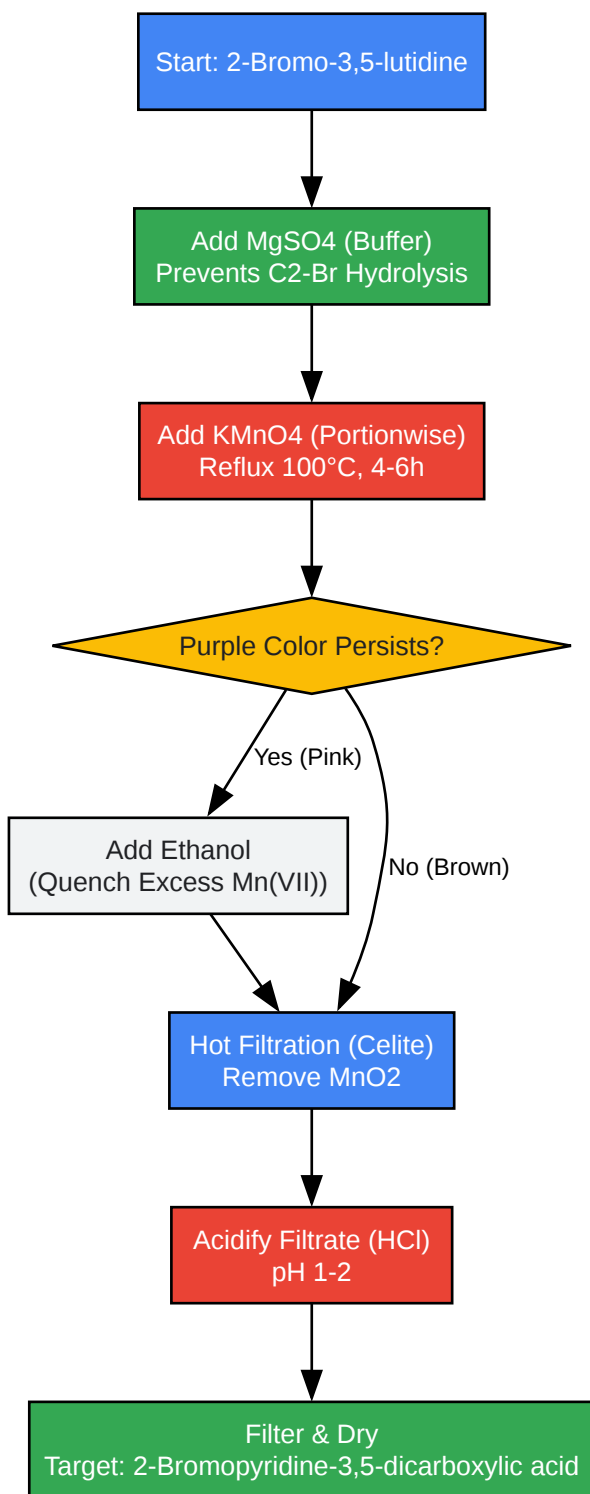 Start: 2-Bromo-3,5-lutidine
Add MgSO4 (Buffer)
Prevents C2-Br Hydrolysis
Add KMnO4 (Portionwise)
Reflux 100°C, 4-6h
Purple Color Persists?
Yes (Pink)
Add Ethanol
(Quench Excess Mn(VII))
No (Brown)
Hot Filtration (Celite)
Remove MnO2
Acidify Filtrate (HCl)
pH 1-2
Filter & Dry
Target: 2-Bromopyridine-3,5-dicarboxylic acid